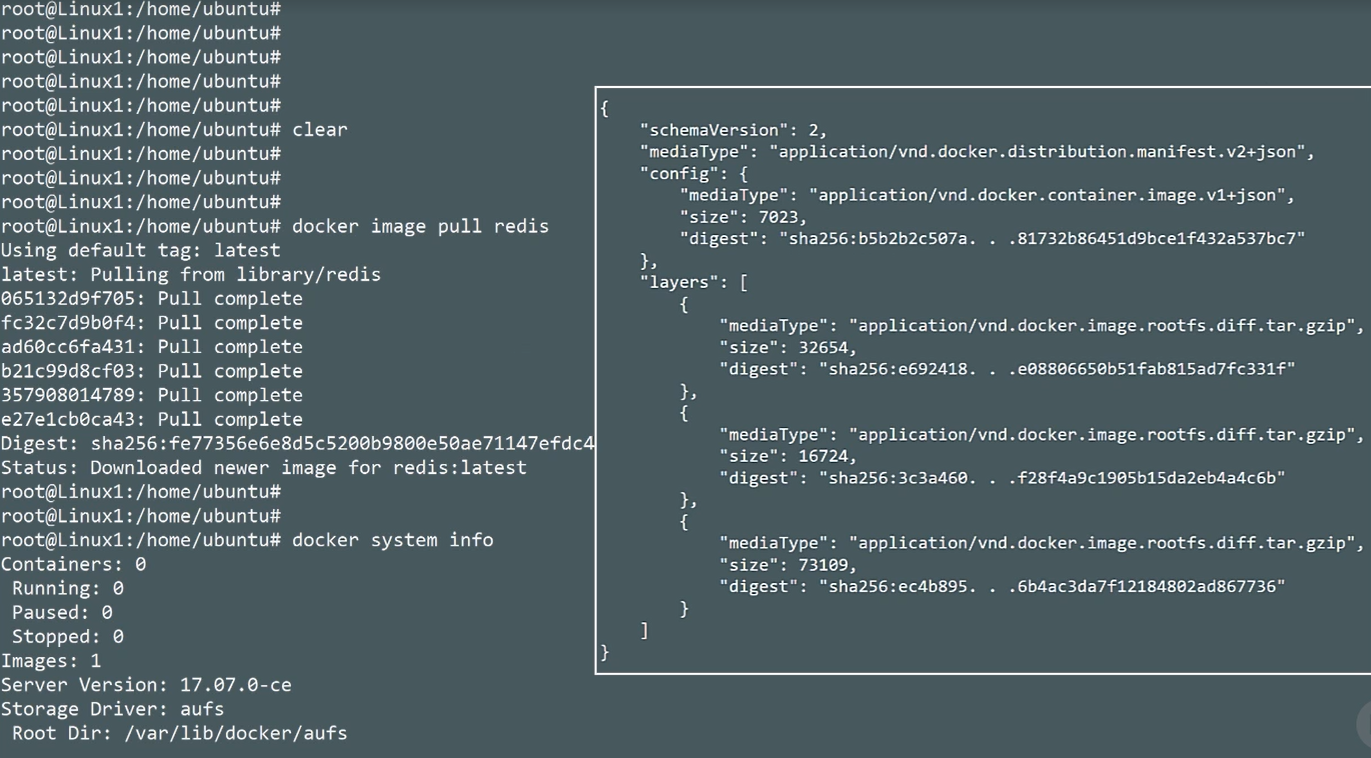 root@Linux1:/home/ubuntu#
root@Linux1:/home/ubuntu#
root@Linux1:/home/ubuntu#
root@Linux1:/home/ubuntu#
root@Linux1:/home/ubuntu#
root@Linux1:/home/ubuntu# clear
root@Linux1:/home/ubuntu#
root@Linux1:/home/ubuntu#
root@Linux1:/home/ubuntu#
root@Linux1:/home/ubuntu# docker image pull redis
Using default tag: latest
latest: Pulling from library/redis
065132d9f705: Pull complete
fc32c7d9b0f4: Pull complete
ad60cc6fa431: Pull complete
b21c99d8cf03: Pull complete
357908014789: Pull complete
e27e1cb0ca43: Pull complete
Digest: sha256:fe77356e6e8d5c5200b9800e50ae71147efdc4
Status: Downloaded newer image for redis:latest
root@Linux1:/home/ubuntu#
root@Linux1:/home/ubuntu#
root@Linux1:/home/ubuntu# docker system info
Containers: 0
 Running: 0
 Paused: 0
 Stopped: 0
Images: 1
Server Version: 17.07.0-ce
Storage Driver: aufs
 Root Dir: /var/lib/docker/aufs
{
    "schemaVersion": 2,
    "mediaType": "application/vnd.docker.distribution.manifest.v2+json",
    "config": {
        "mediaType": "application/vnd.docker.container.image.v1+json",
        "size": 7023,
        "digest": "sha256:b5b2b2c507a. . .81732b86451d9bce1f432a537bc7"
    },
    "layers": [
        {
            "mediaType": "application/vnd.docker.image.rootfs.diff.tar.gzip",
            "size": 32654,
            "digest": "sha256:e692418. . .e08806650b51fab815ad7fc331f"
        },
        {
            "mediaType": "application/vnd.docker.image.rootfs.diff.tar.gzip",
            "size": 16724,
            "digest": "sha256:3c3a460. . .f28f4a9c1905b15da2eb4a4c6b"
        },
        {
            "mediaType": "application/vnd.docker.image.rootfs.diff.tar.gzip",
            "size": 73109,
            "digest": "sha256:ec4b895. . .6b4ac3da7f12184802ad867736"
        }
    ]
}